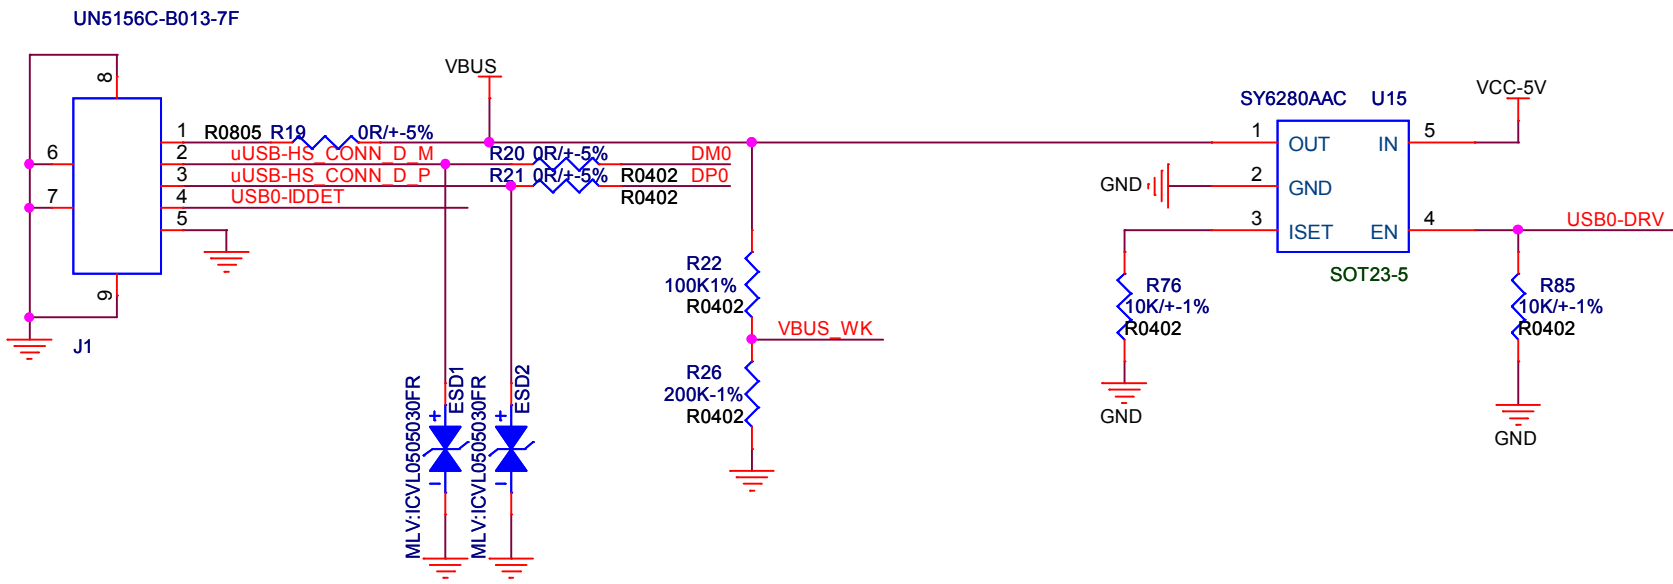 UN5156C-B013-7F
8
VBUS
SY6280AAC U15
VCC-5V
1 R0805 R19 0R/+-5%
1 OUT IN 5
6 2 uUSB-HS_CONN_D_M R20 0R/+-5% DM0
3 uUSB-HS_CONN_D_P R21 0R/+-5% R0402 DP0
GND 2 GND
7 4 USB0-IDDET R0402
5
3 ISET EN 4 USB0-DRV
SOT23-5
R22
100K1%
R0402
R76
10K/+-1%
R0402
R85
10K/+-1%
R0402
9
J1
VBUS_WK
R26
200K-1%
R0402
GND
GND
MLV:ICVL0505030FR
ESD1
+
-
MLV:ICVL0505030FR
ESD2
+
-